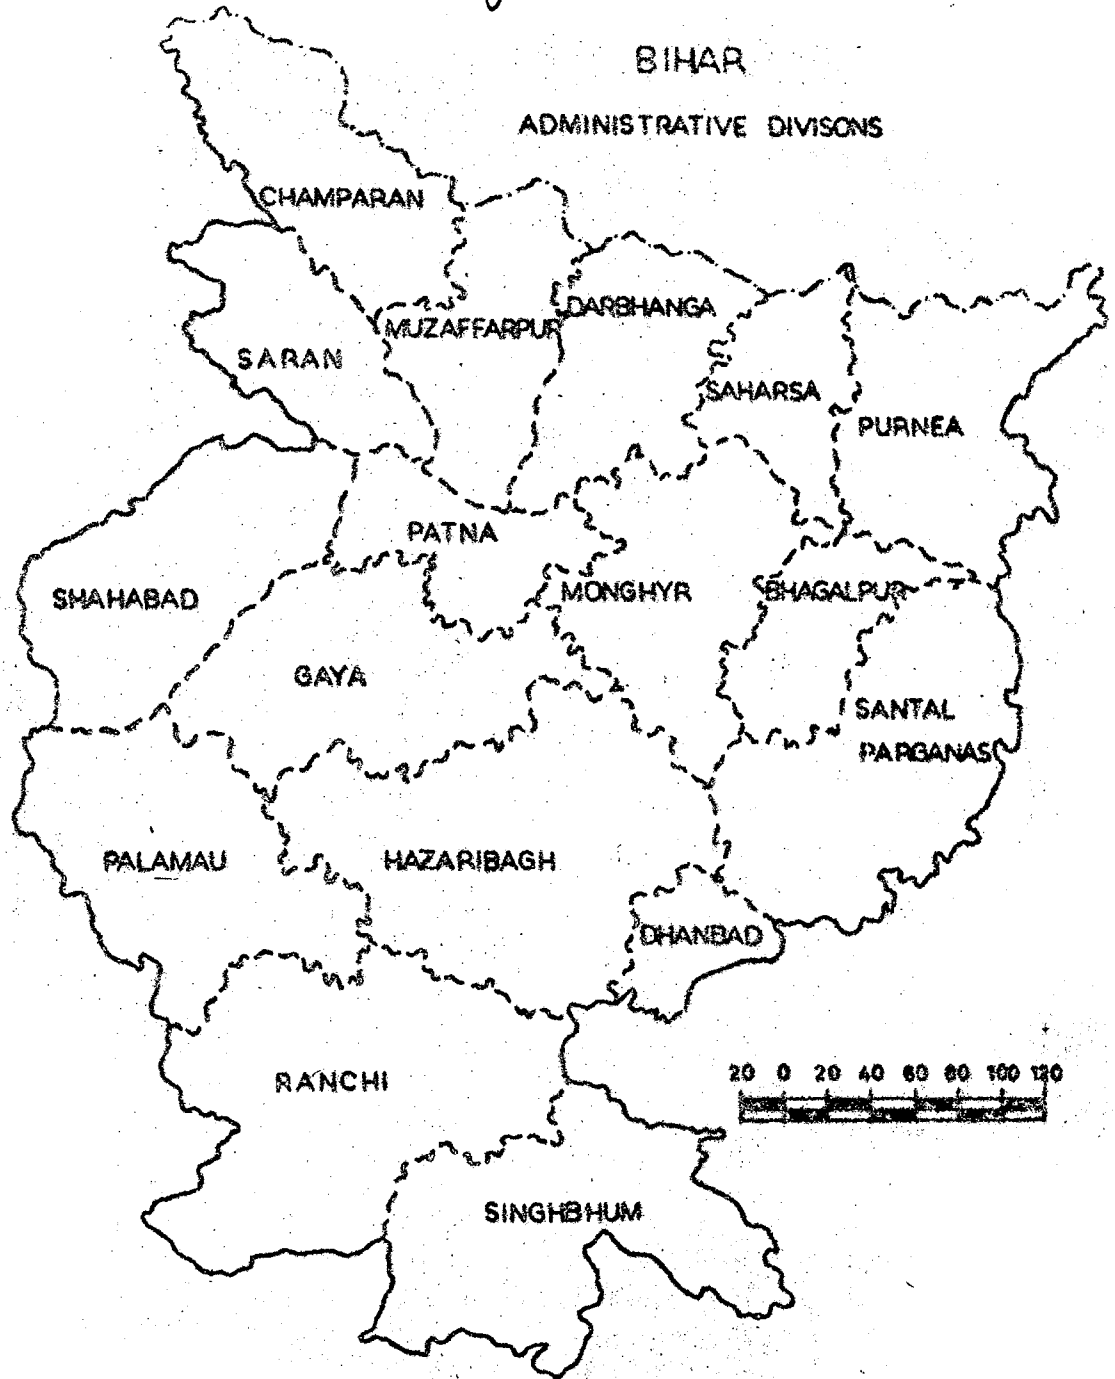 BIHAR
ADMINISTRATIVE DIVISONS
CHAMPARAN
MUZAFFARPUR
DARBHANGA
SARAN
SAHARSA
PURNEA
PATNA
SHAHABAD
MONGHYR
BHAGALPUR
GAYA
SANTAL
PARGANAS
PALAMAU
HAZARIBAGH
DHANBAD
RANCHI
20 0 20 40 60 80 100 120
SINGHBHUM